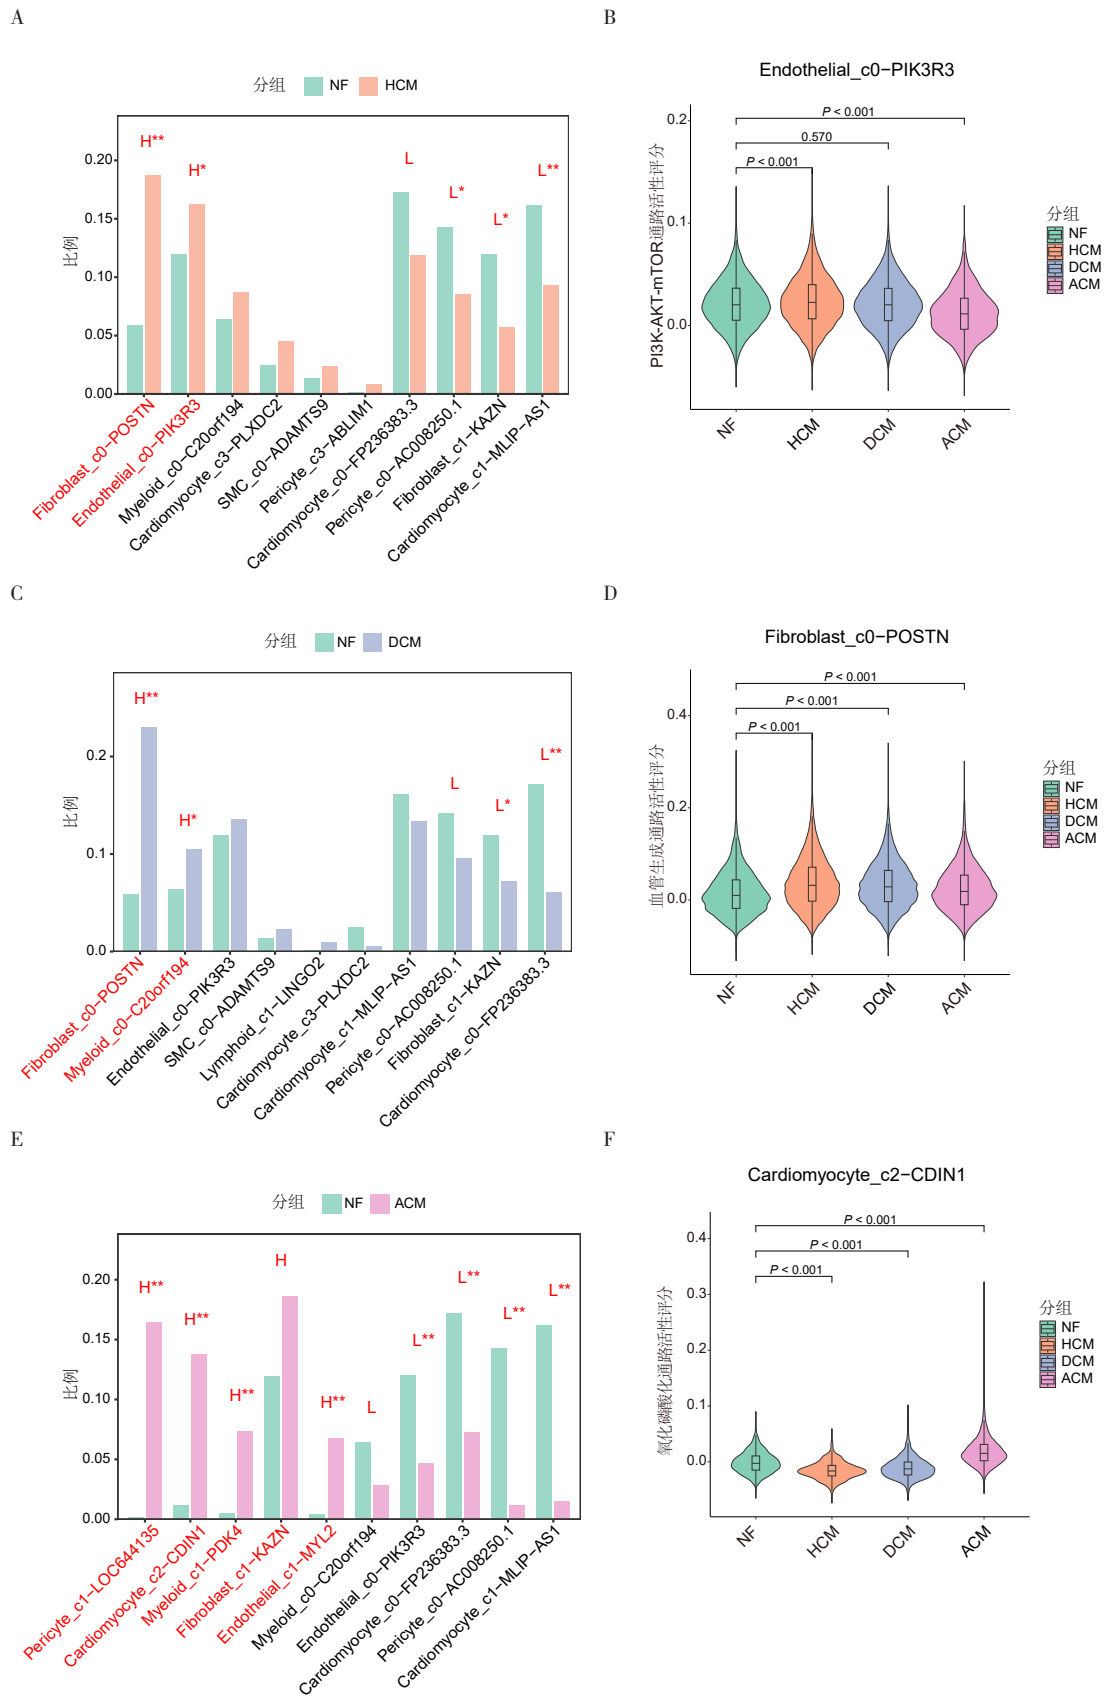 A
分组 NF HCM
比例
0.20
0.15
0.10
0.05
0.00
H**
H*
L
L*
L*
L**
Fibroblast_c0−POSTN
Endothelial_c0−PIK3R3
Myeloid_c0−C20orf194
Cardiomyocyte_c3−PLXDC2
SMC_c0−ADAMTS9
Pericyte_c3−ABLIM1
Cardiomyocyte_c0−FP236383.3
Pericyte_c0−AC008250.1
Fibroblast_c1−KAZN
Cardiomyocyte_c1−MLIP−AS1
B
Endothelial_c0−PIK3R3
PI3K-AKT-mTOR通路活性评分
0.2
0.1
0.0
P < 0.001
0.570
P < 0.001
NF
HCM
DCM
ACM
分组
NF
HCM
DCM
ACM
C
分组 NF DCM
比例
0.2
0.1
0.0
H**
H*
L
L*
L**
Fibroblast_c0−POSTN
Myeloid_c0−C20orf194
Endothelial_c0−PIK3R3
SMC_c0−ADAMTS9
Lymphoid_c1−LINGO2
Cardiomyocyte_c3−PLXDC2
Cardiomyocyte_c1−MLIP−AS1
Pericyte_c0−AC008250.1
Fibroblast_c1−KAZN
Cardiomyocyte_c0−FP236383.3
D
Fibroblast_c0−POSTN
血管生成通路活性评分
0.4
0.2
0.0
P < 0.001
P < 0.001
P < 0.001
NF
HCM
DCM
ACM
分组
NF
HCM
DCM
ACM
E
分组 NF ACM
比例
0.20
0.15
0.10
0.05
0.00
H**
H**
H**
H
H**
L
L**
L**
L**
L**
Pericyte_c1−LOC644135
Cardiomyocyte_c2−CDIN1
Myeloid_c1−PDK4
Fibroblast_c1−KAZN
Endothelial_c1−MYL2
Myeloid_c0−C20orf194
Endothelial_c0−PIK3R3
Cardiomyocyte_c0−FP236383.3
Pericyte_c0−AC008250.1
Cardiomyocyte_c1−MLIP−AS1
F
Cardiomyocyte_c2−CDIN1
氧化磷酸化通路活性评分
0.4
0.3
0.2
0.1
0.0
P < 0.001
P < 0.001
P < 0.001
NF
HCM
DCM
ACM
分组
NF
HCM
DCM
ACM